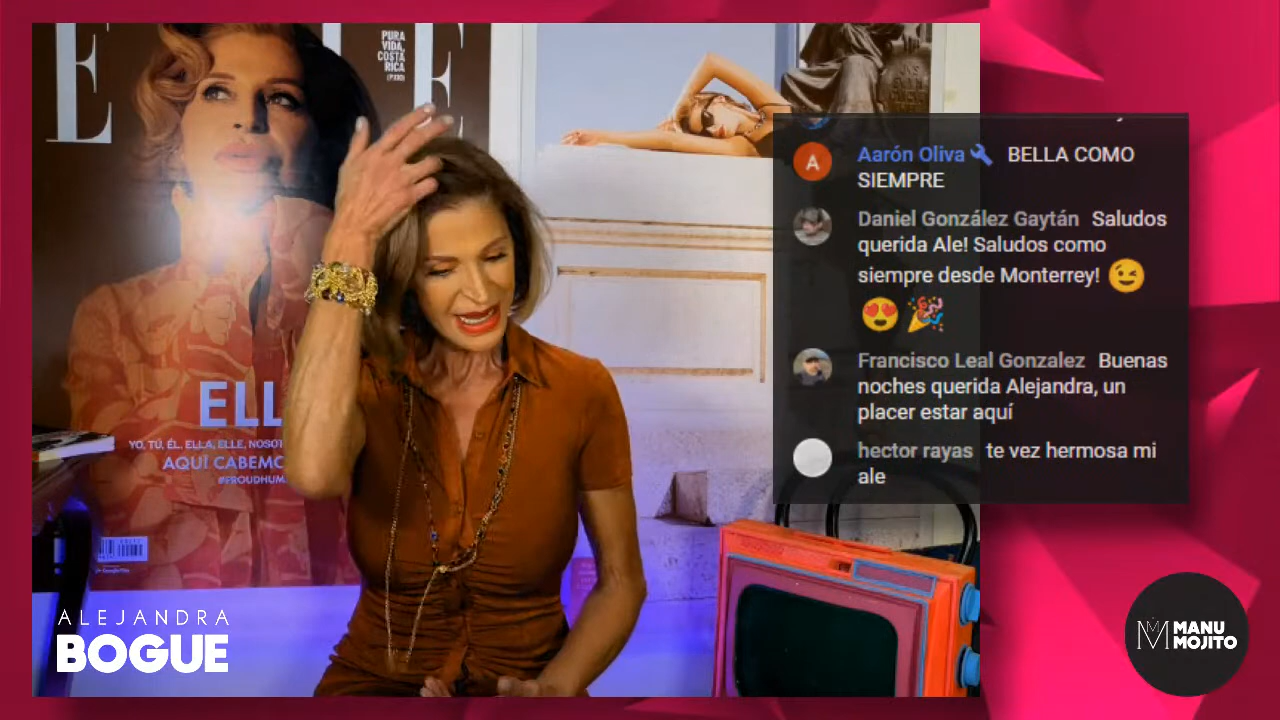 E
E
PURA
VIDA,
COSTA
RICA
ELL
YO, TÚ, ÉL, ELLA, ELLE, NOSOT
AQUÍ CABEMO
#PROUDHUM
ALEJANDRA
BOGUE
Aarón Oliva BELLA COMO
SIEMPRE
Daniel González Gaytán Saludos
querida Ale! Saludos como
siempre desde Monterrey!
Francisco Leal Gonzalez Buenas
noches querida Alejandra, un
placer estar aquí
hector rayas te vez hermosa mi
ale
A
M
MANU
MOJITO